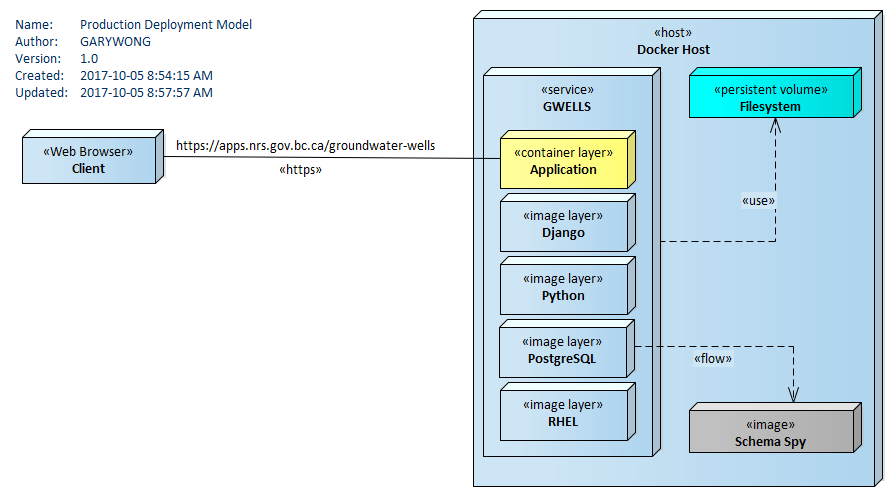 Name: Production Deployment Model
Author: GARYWONG
Version: 1.0
Created: 2017-10-05 8:54:15 AM
Updated: 2017-10-05 8:57:57 AM
«host»
Docker Host
«service»
GWELLS
«persistent volume»
Filesystem
«Web Browser»
Client
https://apps.nrs.gov.bc.ca/groundwater-wells
«https»
«container layer»
Application
«use»
«image layer»
Django
«image layer»
Python
«image layer»
PostgreSQL
«flow»
«image layer»
RHEL
«image»
Schema Spy